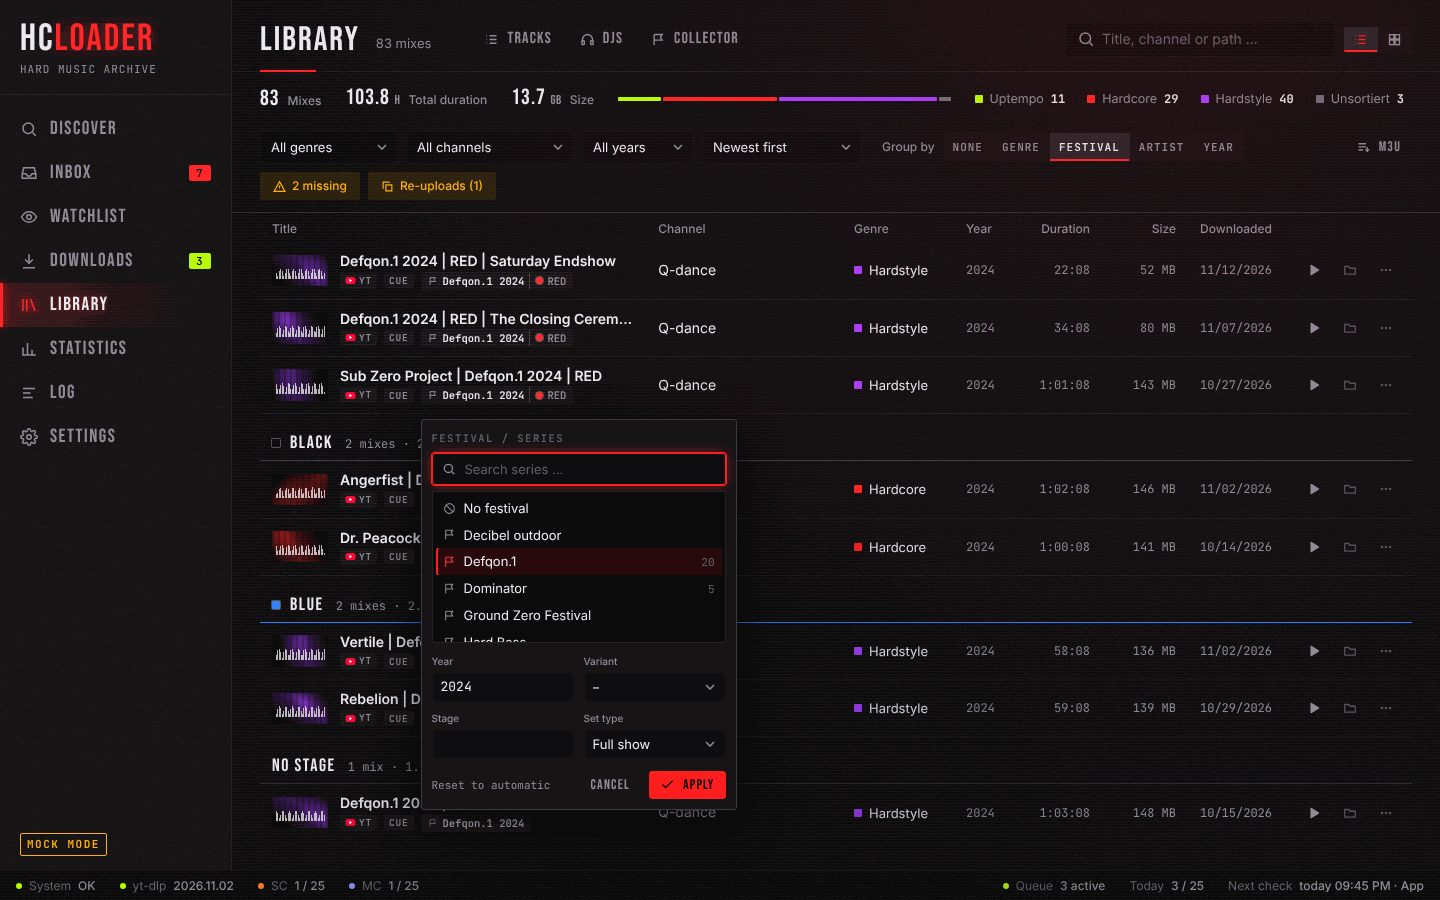 HCLOADER
HARD MUSIC ARCHIVE
DISCOVER
INBOX 7
WATCHLIST
DOWNLOADS 3
LIBRARY
STATISTICS
LOG
SETTINGS
MOCK MODE
LIBRARY 83 mixes TRACKS DJS COLLECTOR Title, channel or path ...
83 Mixes 103.8 H Total duration 13.7 GB Size Uptempo 11 Hardcore 29 Hardstyle 40 Unsortiert 3
All genres All channels All years Newest first Group by NONE GENRE FESTIVAL ARTIST YEAR M3U
2 missing Re-uploads (1)
Title Channel Genre Year Duration Size Downloaded
Defqon.1 2024 | RED | Saturday Endshow
YT CUE Defqon.1 2024 RED
Q-dance Hardstyle 2024 22:08 52 MB 11/12/2026
Defqon.1 2024 | RED | The Closing Cerem...
YT CUE Defqon.1 2024 RED
Q-dance Hardstyle 2024 34:08 80 MB 11/07/2026
Sub Zero Project | Defqon.1 2024 | RED
YT CUE Defqon.1 2024 RED
Q-dance Hardstyle 2024 1:01:08 143 MB 10/27/2026
BLACK 2 mixes · 2
Angerfist | D
YT CUE
Hardcore 2024 1:02:08 146 MB 11/02/2026
Dr. Peacock
YT CUE
Hardcore 2024 1:00:08 141 MB 10/14/2026
BLUE 2 mixes · 2.
Vertile | Def
YT CUE
Hardstyle 2024 58:08 136 MB 11/02/2026
Rebelion | D
YT CUE
Hardstyle 2024 59:08 139 MB 10/29/2026
NO STAGE 1 mix · 1.
Defqon.1 20
YT CUE Defqon.1 2024
Q-dance Hardstyle 2024 1:03:08 148 MB 10/15/2026
FESTIVAL / SERIES
Search series ...
No festival
Decibel outdoor
Defqon.1 20
Dominator 5
Ground Zero Festival
Hard Bass
Year Variant
2024 –
Stage Set type
Full show
Reset to automatic CANCEL APPLY
System OK yt-dlp 2026.11.02 SC 1 / 25 MC 1 / 25 Queue 3 active Today 3 / 25 Next check today 09:45 PM · App